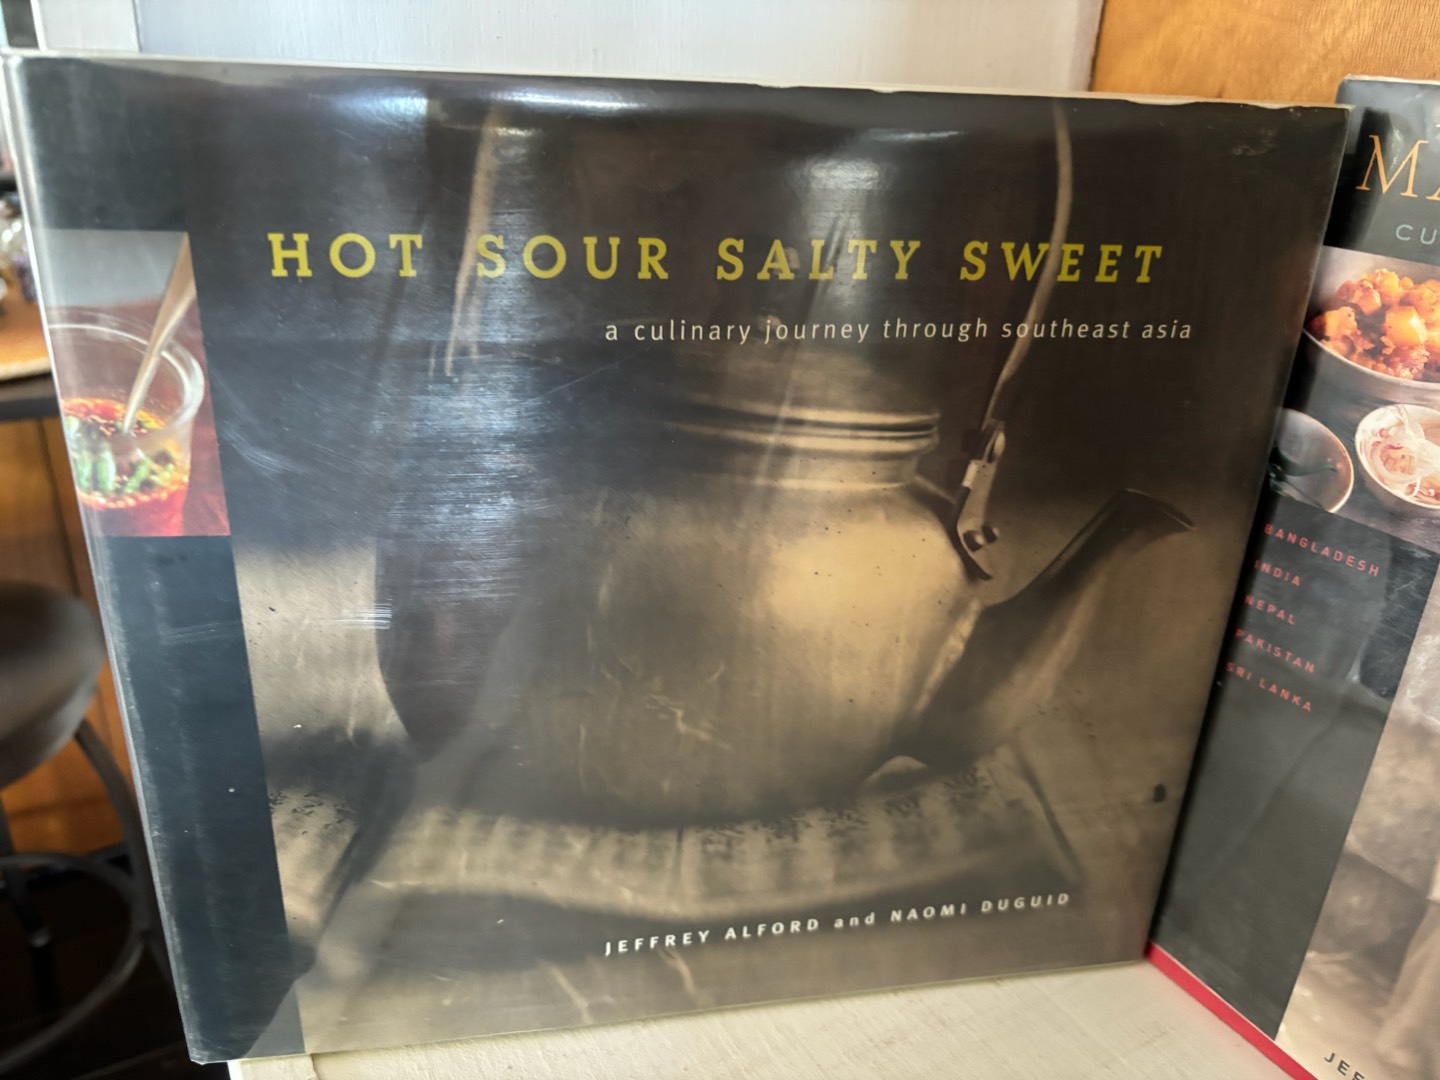 HOT SOUR SALTY SWEET
a culinary journey through southeast asia
JEFFREY ALFORD and NAOMI DUGUID
BANGLADESH
INDIA
NEPAL
PAKISTAN
SRI LANKA